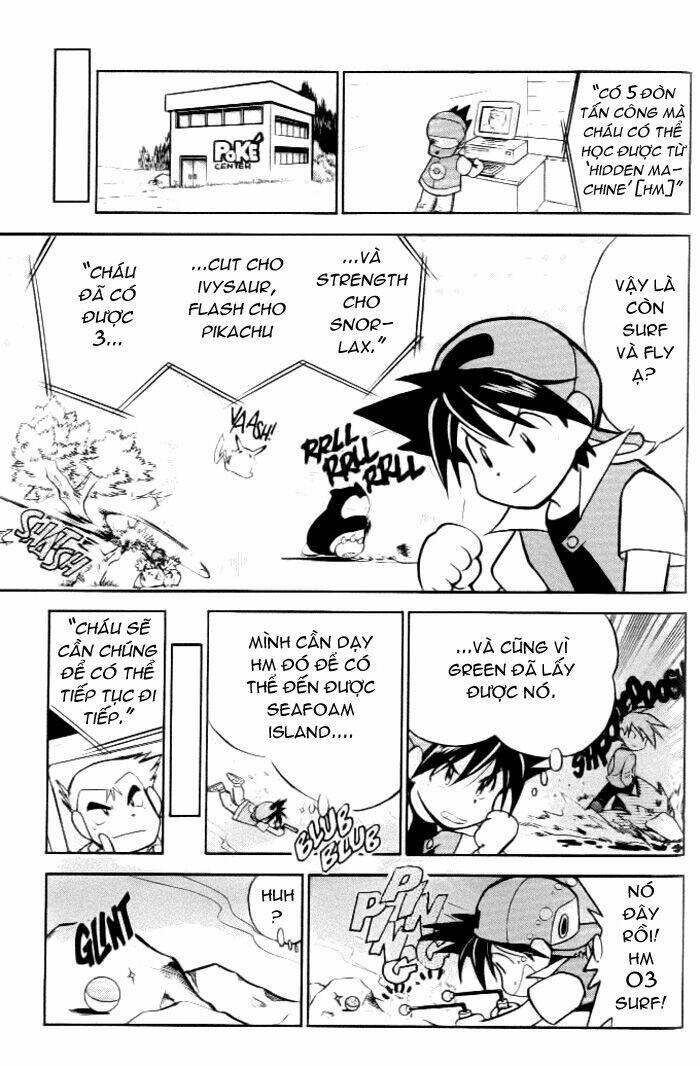 "CÓ 5 ĐÒN
TẤN CÔNG MÀ
CHÁU CÓ THỂ
HỌC ĐƯỢC TỪ
'HIDDEN MA-
CHINE' [HM]"
POKÉ
CENTER
VẬY LÀ
CÒN
SURF
VÀ FLY
Ạ?
"CHÁU
ĐÃ CÓ
ĐƯỢC
3...
...CUT CHO
IVYSAUR,
FLASH CHO
PIKACHU
...VÀ
STRENGTH
CHO
SNOR-
LAX."
YAASH!
RRLL
RRLL
RRLL
SHASH
"CHÁU SẼ
CẦN CHÚNG
ĐỂ CÓ THỂ
TIẾP TỤC ĐI
TIẾP."
MÌNH CẦN DẠY
HM ĐÓ ĐỂ CÓ
THỂ ĐẾN ĐƯỢC
SEAFOAM
ISLAND....
...VÀ CŨNG VÌ
GREEN ĐÃ LẤY
ĐƯỢC NÓ.
BLUB
BLUB
GLINT
HUH
?
PIN
PING
NÓ
ĐÂY
RỒI!
HM
03
SURF!